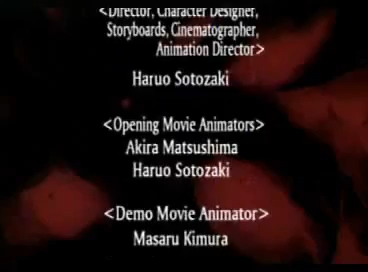 <Director, Character Designer,
Storyboards, Cinematographer,
Animation Director>
Haruo Sotozaki
<Opening Movie Animators>
Akira Matsushima
Haruo Sotozaki
<Demo Movie Animator>
Masaru Kimura